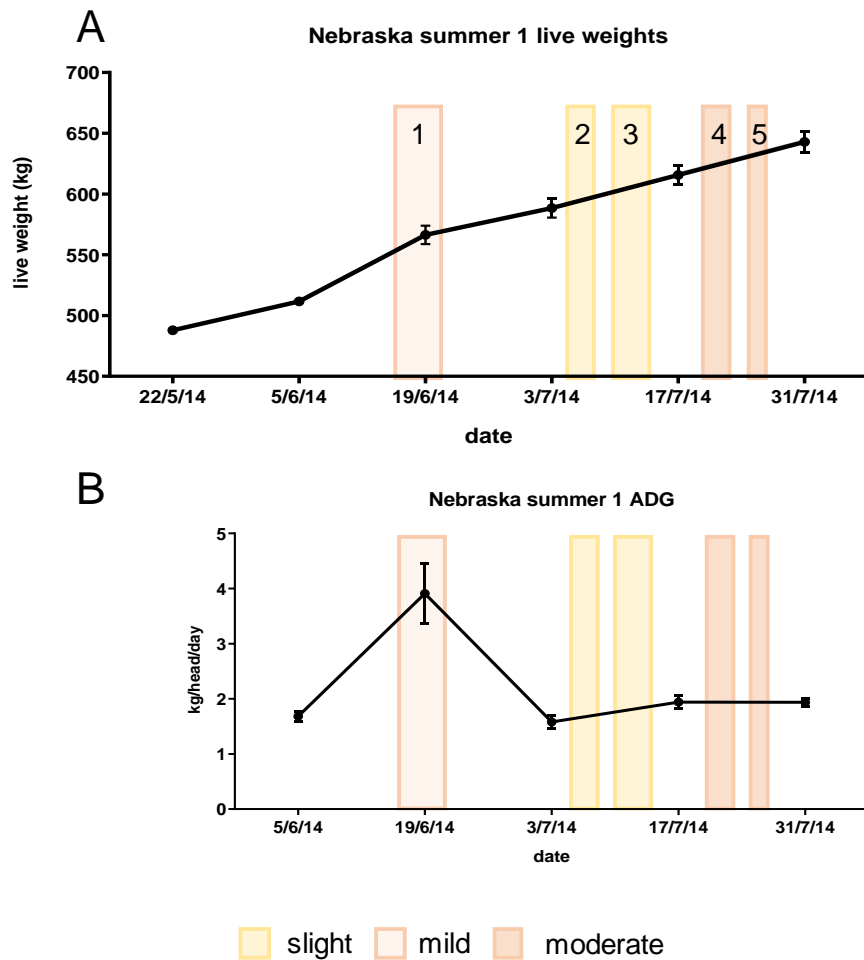 A
Nebraska summer 1 live weights
live weight (kg)
700
650
600
550
500
450
1
2
3
4
5
22/5/14 5/6/14 19/6/14 3/7/14 17/7/14 31/7/14
date
B
Nebraska summer 1 ADG
kg/head/day
5
4
3
2
1
0
5/6/14 19/6/14 3/7/14 17/7/14 31/7/14
date
slight mild moderate